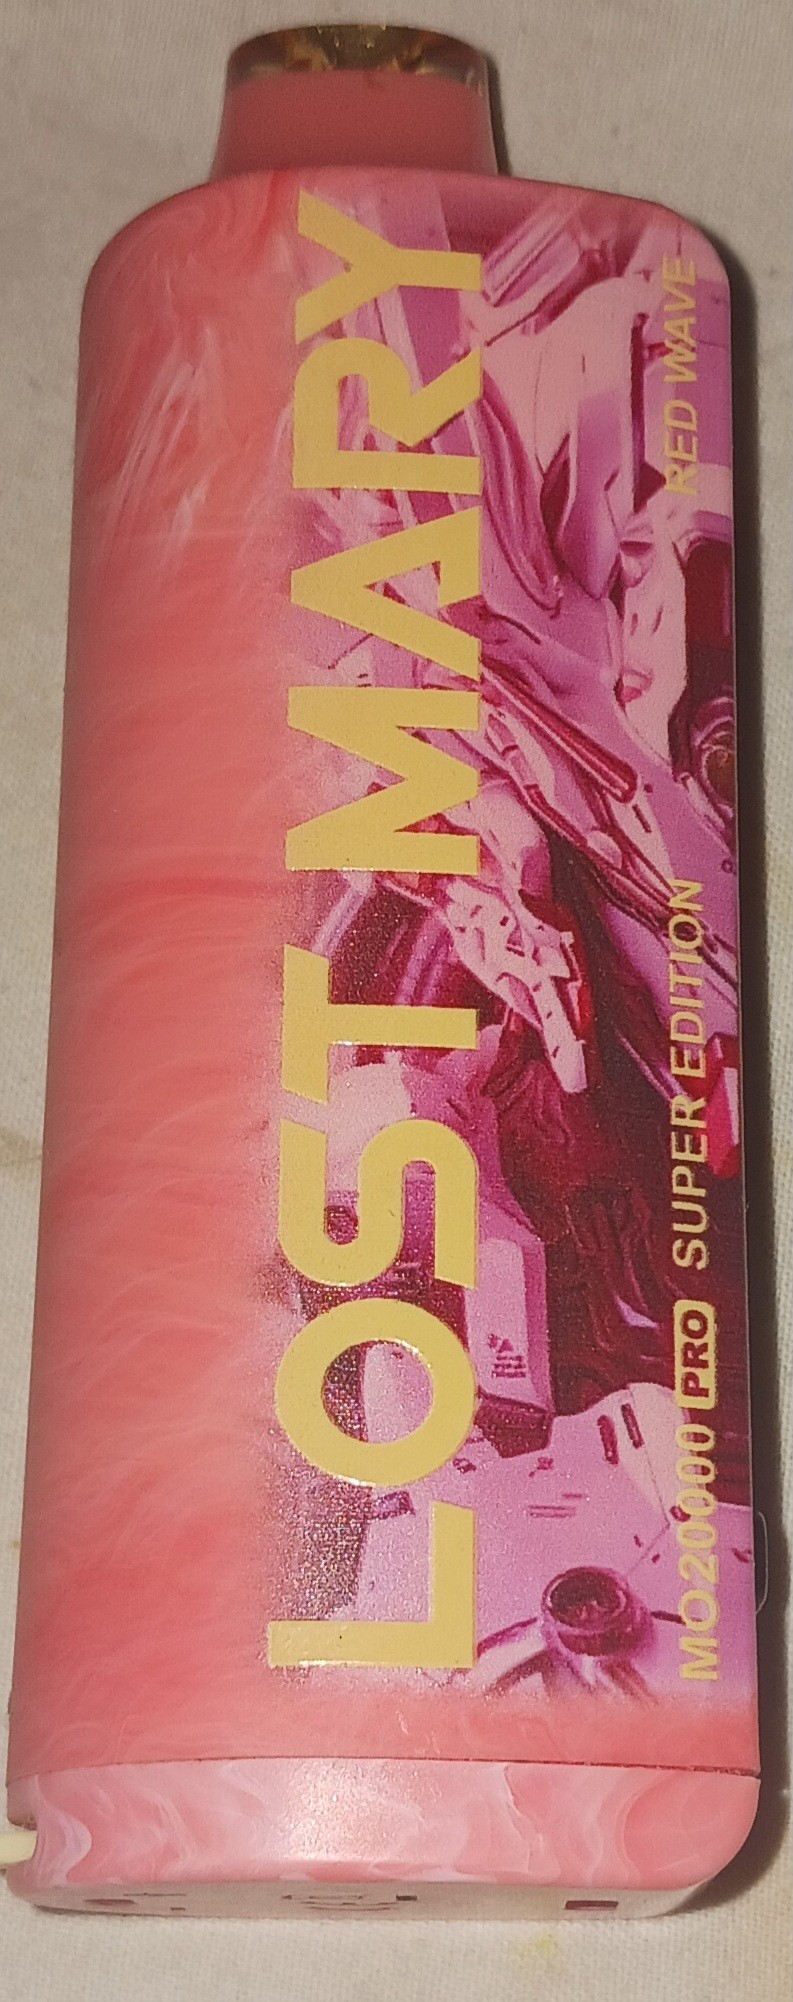 LOST MARY
RED WAVE
MO20000 PRO SUPER EDITION